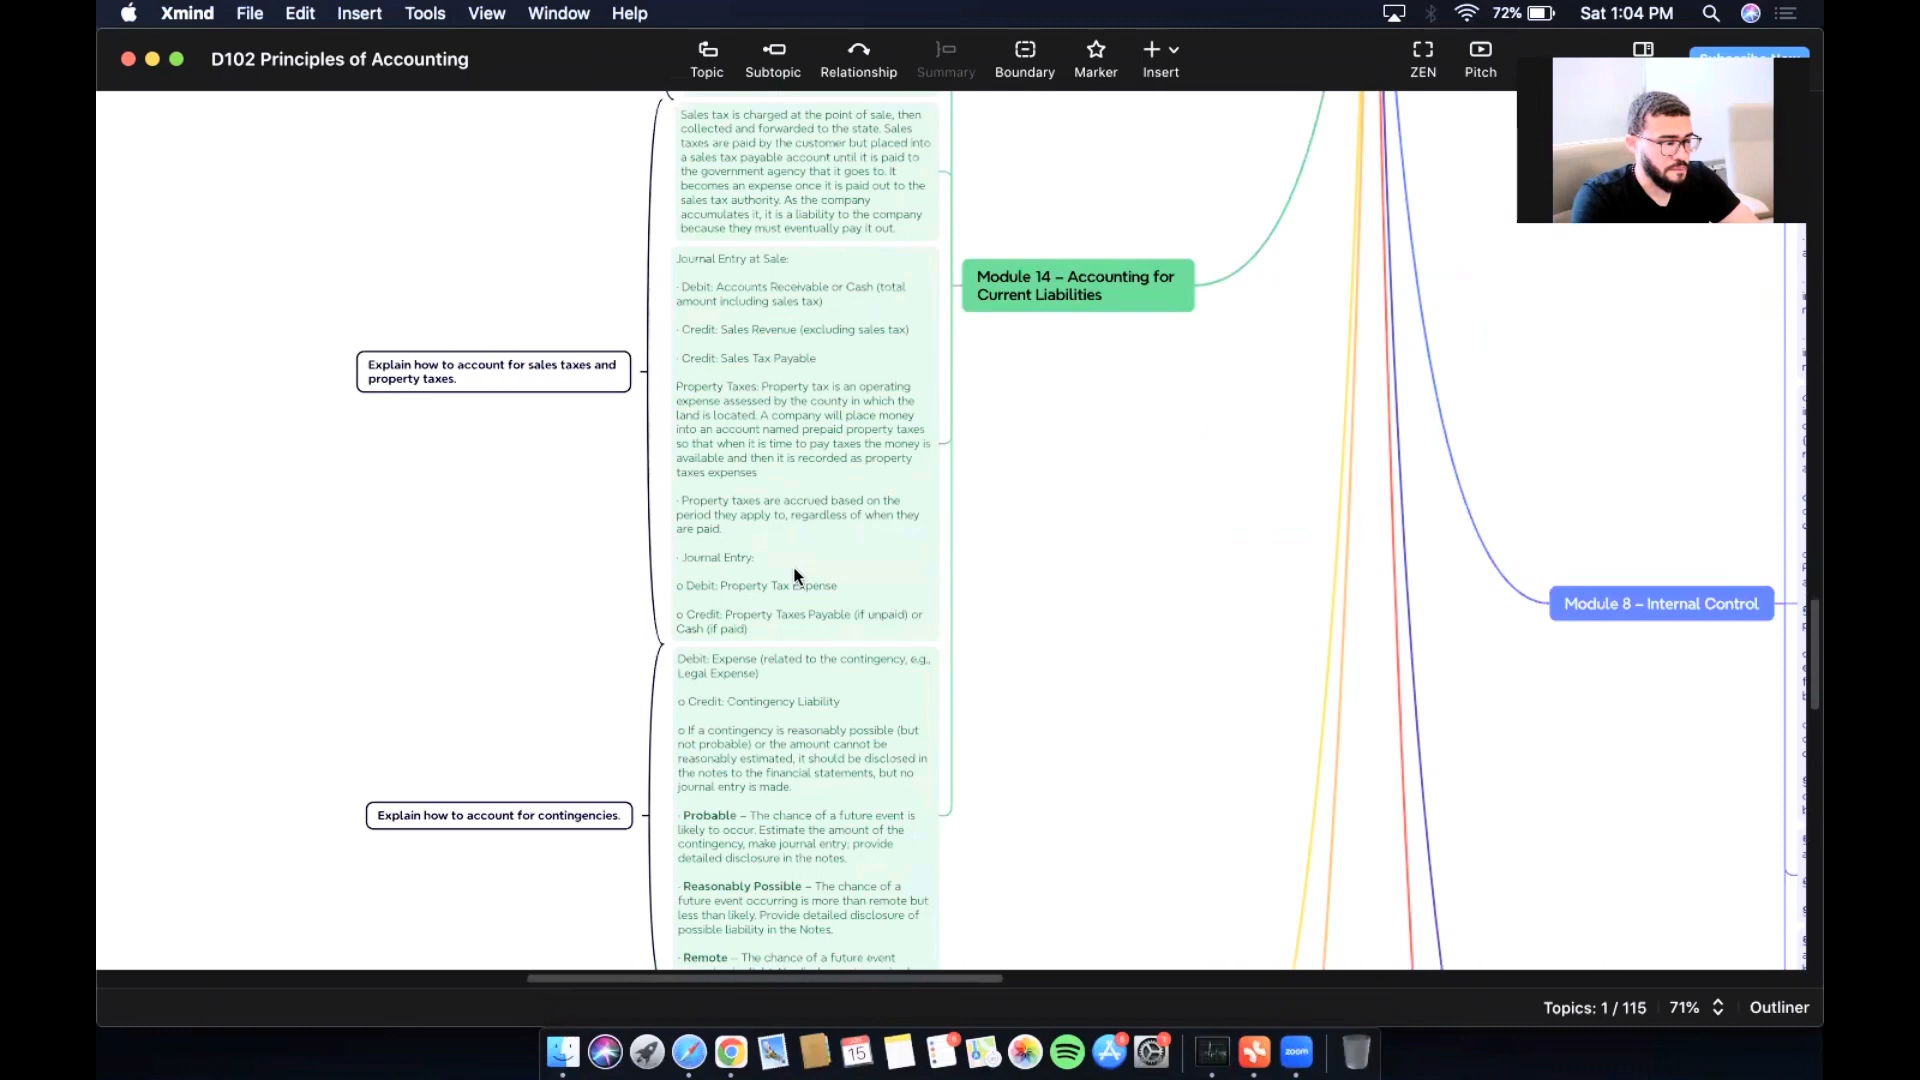 Xmind File Edit Insert Tools View Window Help
72% Sat 1:04 PM
D102 Principles of Accounting
Topic Subtopic Relationship Summary Boundary Marker Insert ZEN Pitch
Sales tax is charged at the point of sale, then
collected and forwarded to the state. Sales
taxes are paid by the customer but placed into
a sales tax payable account until it is paid to
the government agency that it goes to. It
becomes an expense once it is paid out to the
sales tax authority. As the company
accumulates it, it is a liability to the company
because they must eventually pay it out.
Journal Entry at Sale:
· Debit: Accounts Receivable or Cash (total
amount including sales tax)
· Credit: Sales Revenue (excluding sales tax)
· Credit: Sales Tax Payable
Property Taxes: Property tax is an operating
expense assessed by the county in which the
land is located. A company will place money
into an account named prepaid property taxes
so that when it is time to pay taxes the money is
available and then it is recorded as property
taxes expenses
· Property taxes are accrued based on the
period they apply to, regardless of when they
are paid.
· Journal Entry:
o Debit: Property Tax Expense
o Credit: Property Taxes Payable (if unpaid) or
Cash (if paid)
Explain how to account for sales taxes and
property taxes.
Module 14 – Accounting for
Current Liabilities
Module 8 – Internal Control
Debit: Expense (related to the contingency, e.g.,
Legal Expense)
o Credit: Contingency Liability
o If a contingency is reasonably possible (but
not probable) or the amount cannot be
reasonably estimated, it should be disclosed in
the notes to the financial statements, but no
journal entry is made.
· Probable – The chance of a future event is
likely to occur. Estimate the amount of the
contingency, make journal entry; provide
detailed disclosure in the notes.
· Reasonably Possible – The chance of a
future event occurring is more than remote but
less than likely. Provide detailed disclosure of
possible liability in the Notes.
· Remote – The chance of a future event
Explain how to account for contingencies.
Topics: 1 / 115 71% Outliner
15
zoom